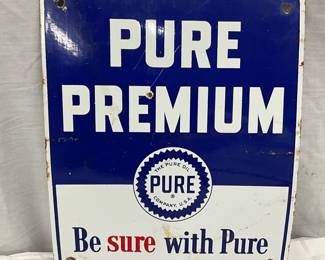 PURE
PREMIUM
THE PURE OIL
PURE
®
COMPANY, U.S.A.
Be sure with Pure